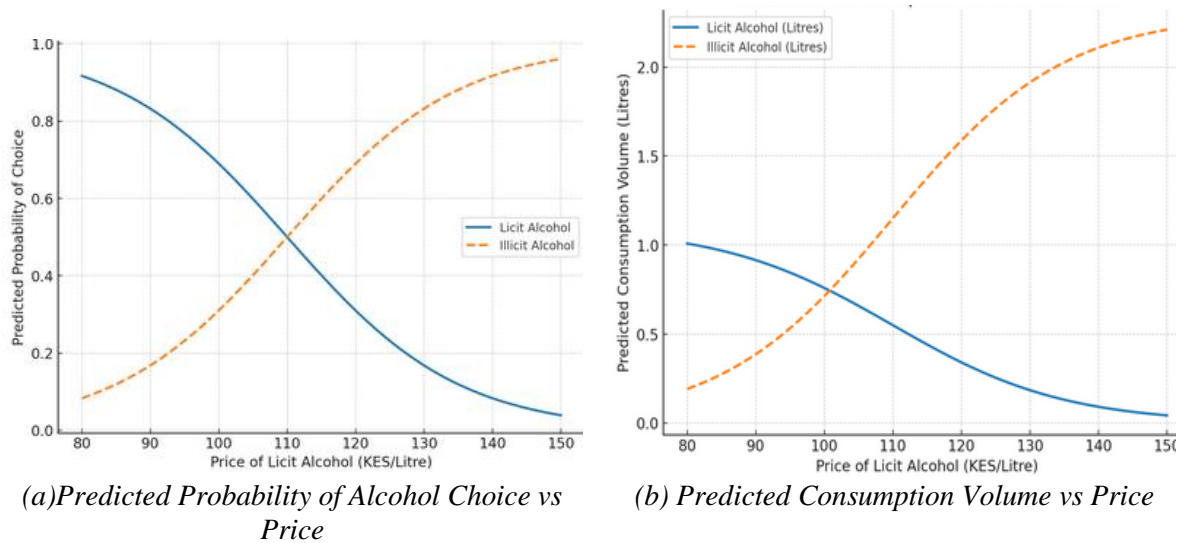 1.0
0.8
0.6
0.4
0.2
0.0
Predicted Probability of Choice
Licit Alcohol
Illicit Alcohol
80 90 100 110 120 130 140 150
Price of Licit Alcohol (KES/Litre)
(a)Predicted Probability of Alcohol Choice vs
Price
Licit Alcohol (Litres)
Illicit Alcohol (Litres)
2.0
1.5
1.0
0.5
0.0
Predicted Consumption Volume (Litres)
80 90 100 110 120 130 140 150
Price of Licit Alcohol (KES/Litre)
(b) Predicted Consumption Volume vs Price